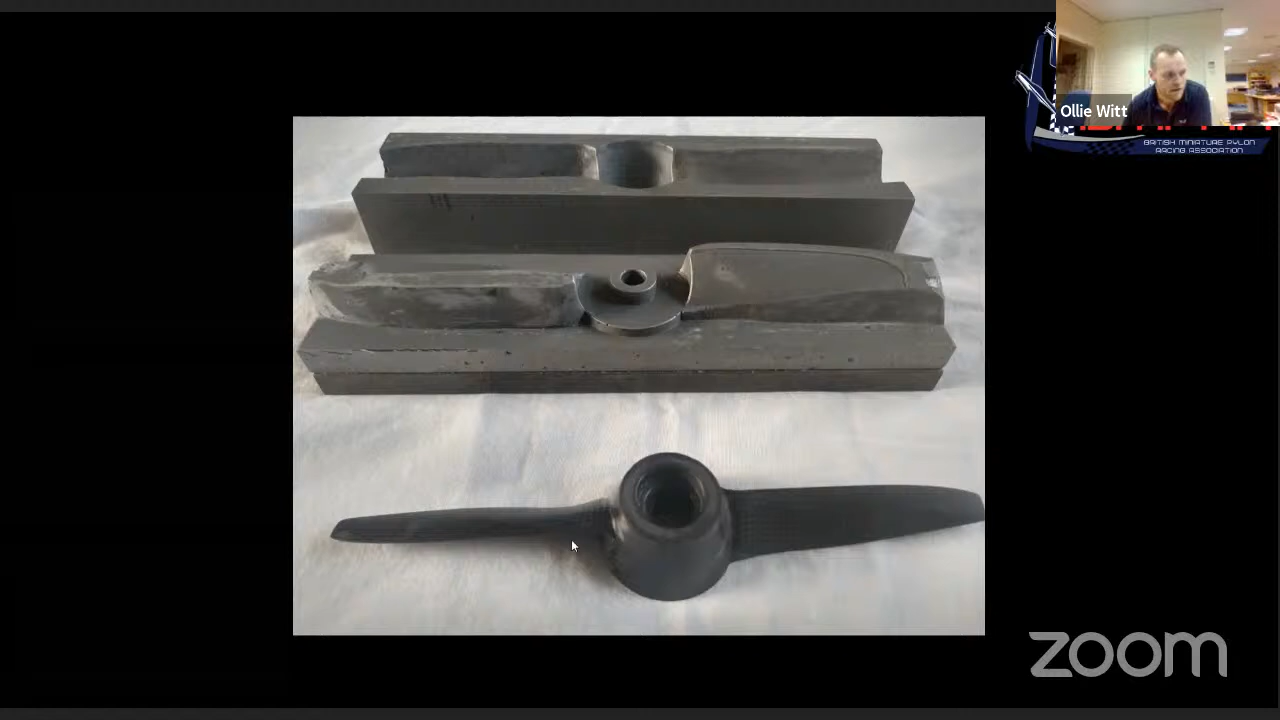 Ollie Witt
BRITISH MINIATURE PYLON
RACING ASSOCIATION
zoom